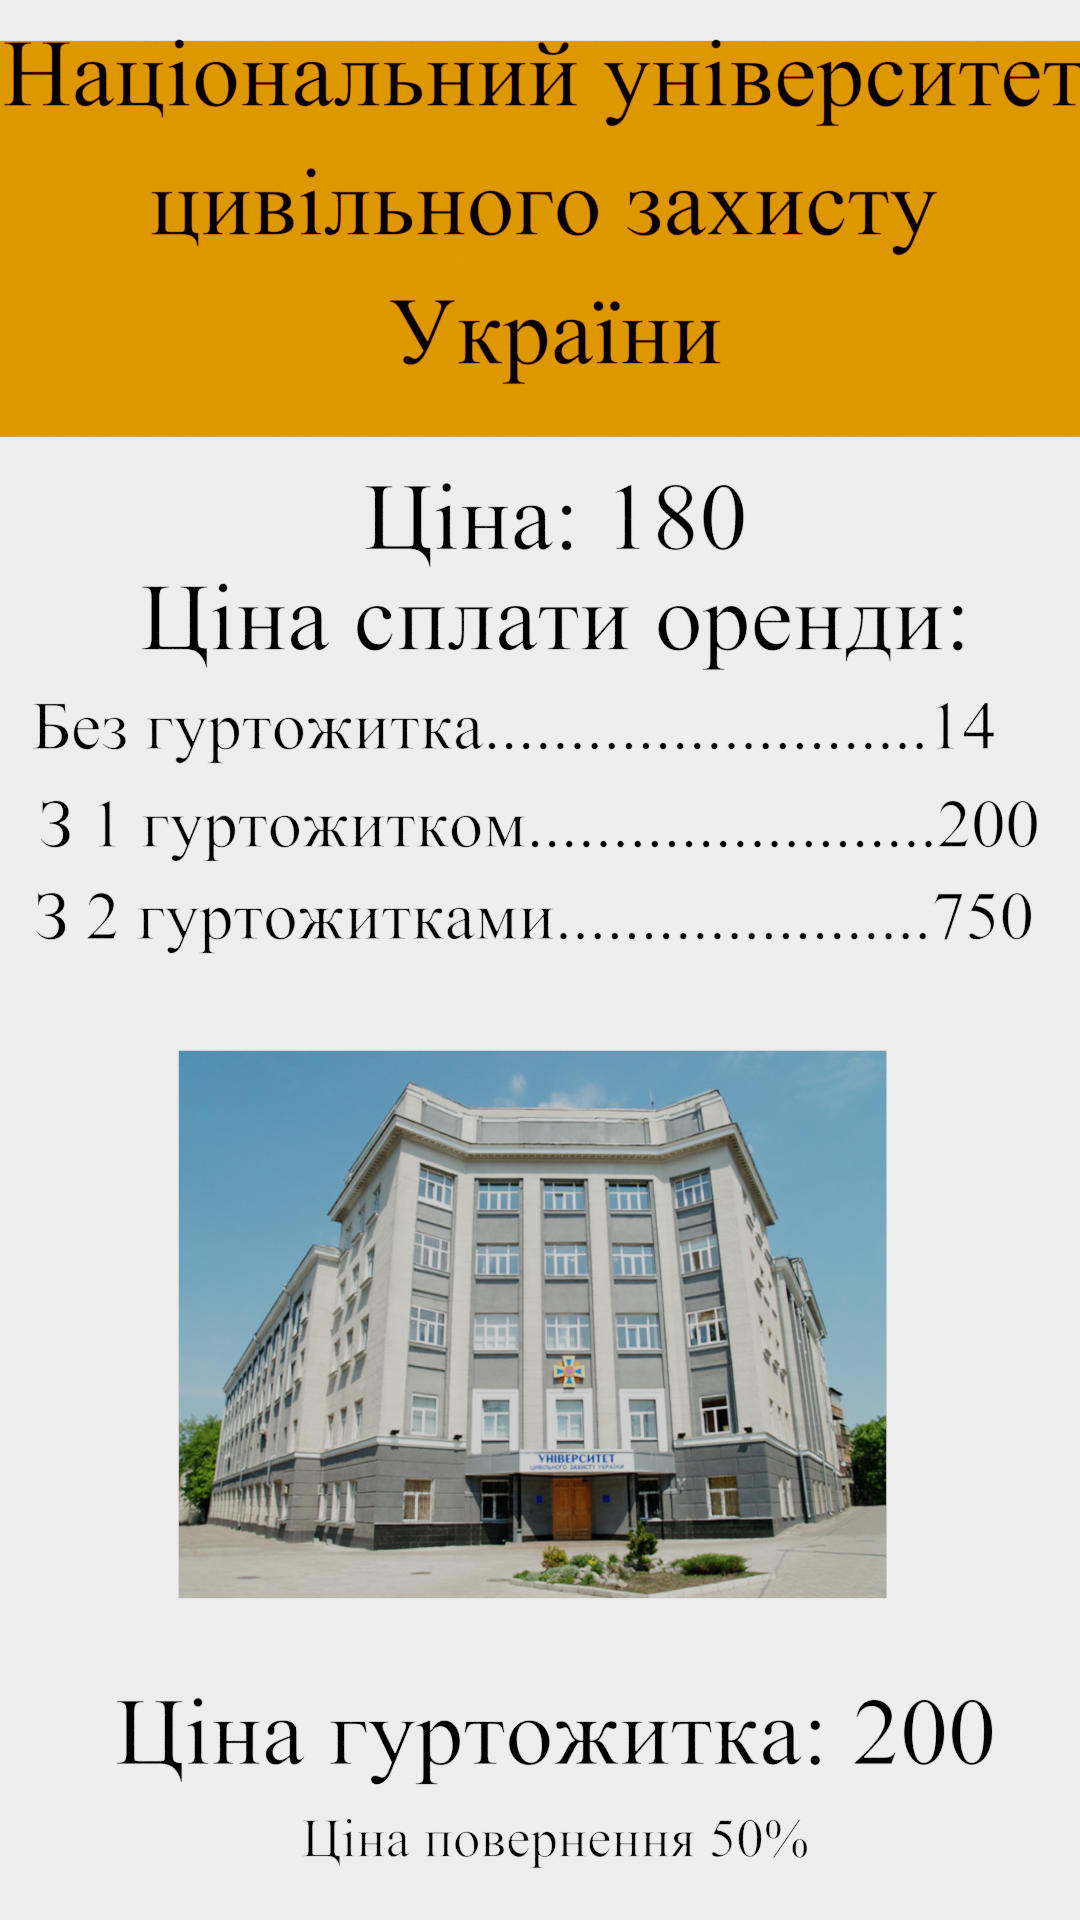 Національний університет
цивільного захисту
України
Ціна: 180
Ціна сплати оренди:
Без гуртожитка..........................14
З 1 гуртожитком........................200
З 2 гуртожитками......................750
УНІВЕРСИТЕТ
ЦИВІЛЬНОГО ЗАХИСТУ УКРАЇНИ
Ціна гуртожитка: 200
Ціна повернення 50%